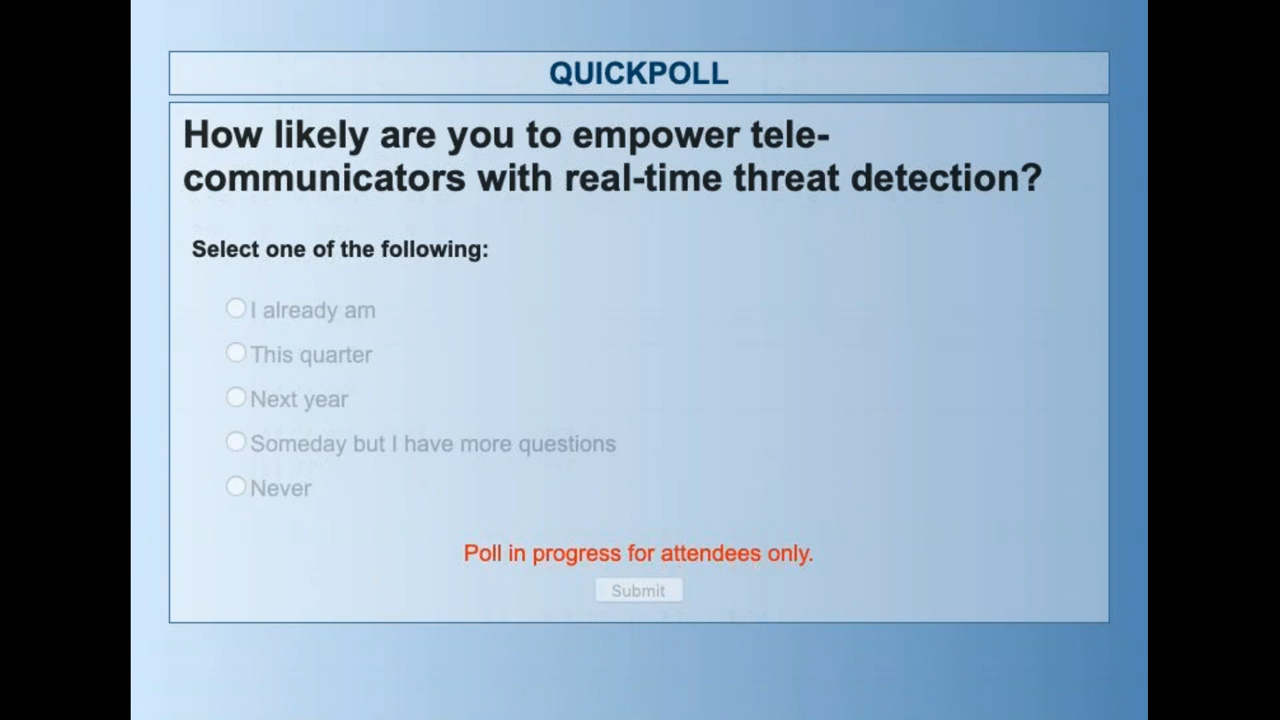 QUICKPOLL
How likely are you to empower tele-
communicators with real-time threat detection?
Select one of the following:
I already am
This quarter
Next year
Someday but I have more questions
Never
Poll in progress for attendees only.
Submit